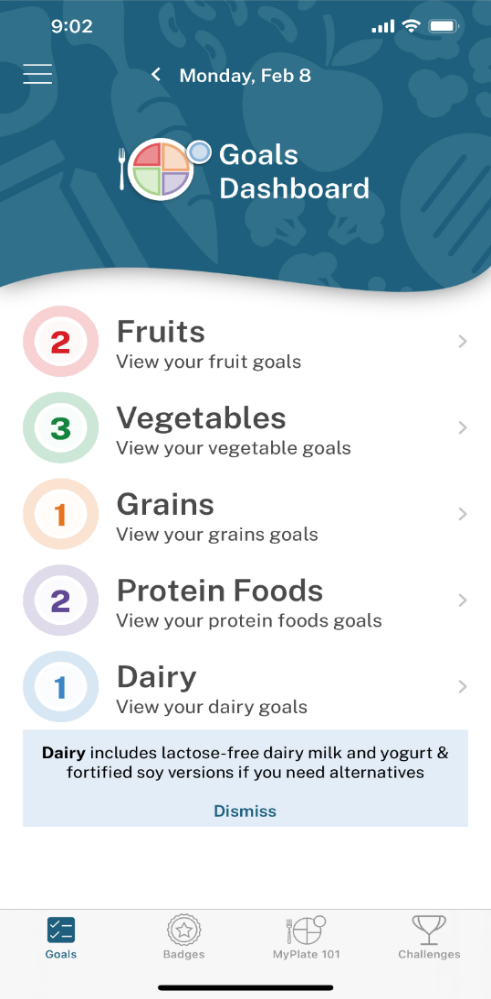 9:02
Monday, Feb 8
Goals
Dashboard
2
Fruits
View your fruit goals
3
Vegetables
View your vegetable goals
1
Grains
View your grains goals
2
Protein Foods
View your protein foods goals
1
Dairy
View your dairy goals
Dairy includes lactose-free dairy milk and yogurt &
fortified soy versions if you need alternatives
Dismiss
Goals
Badges
MyPlate 101
Challenges